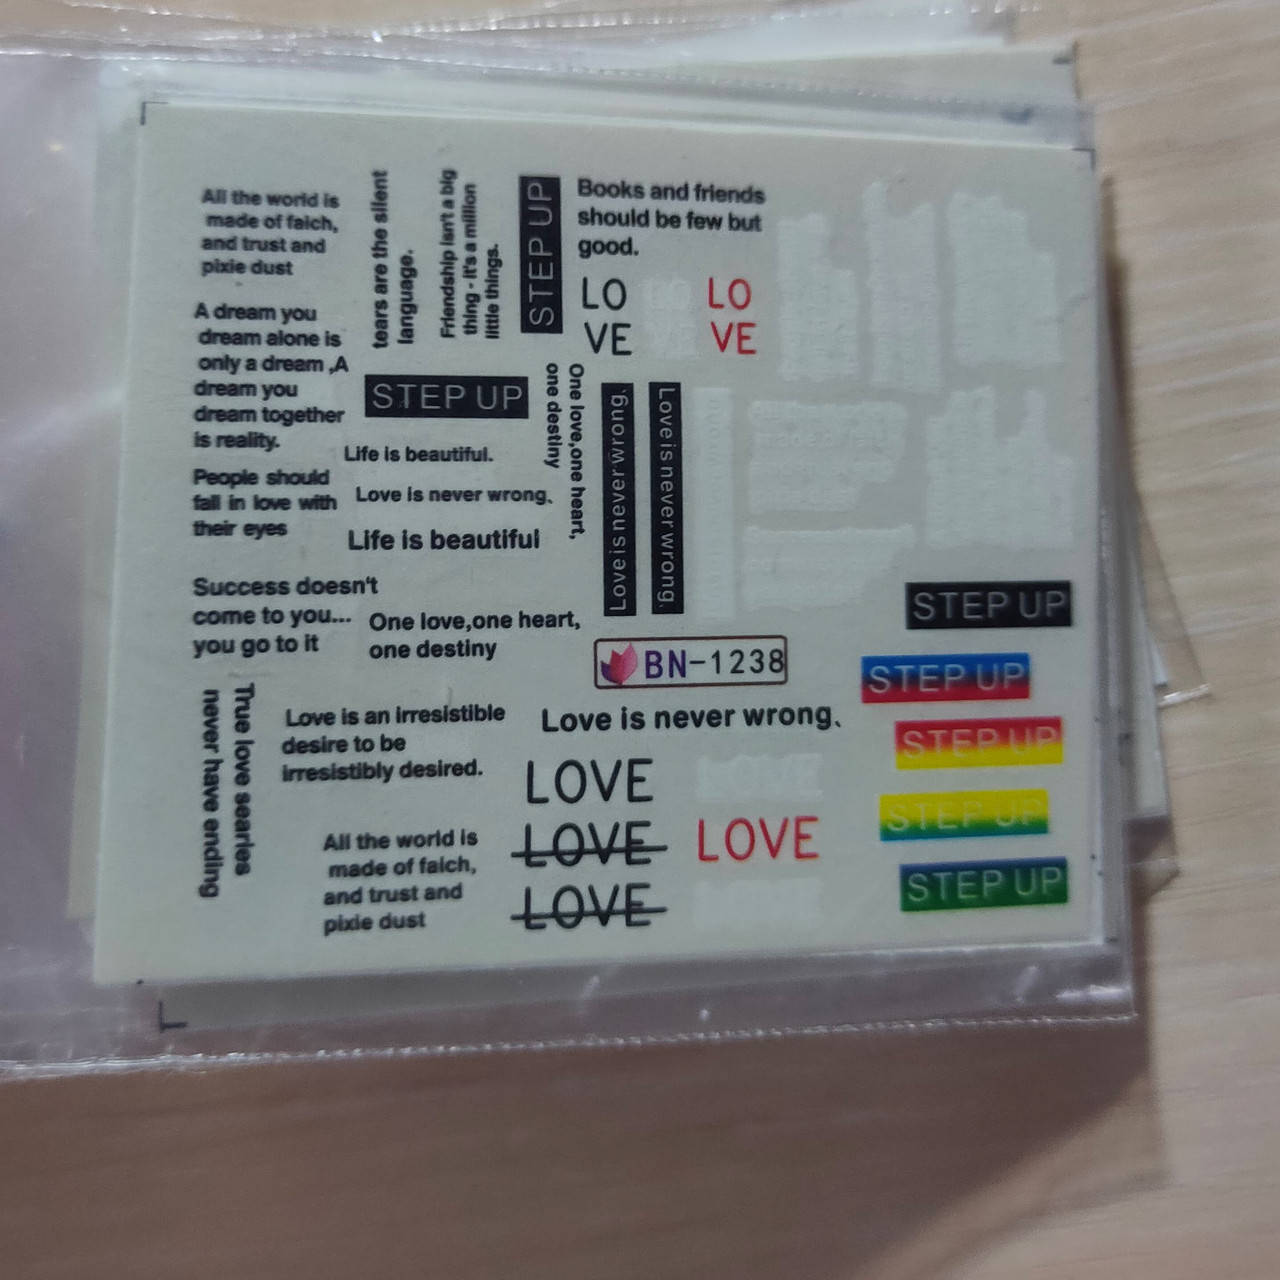 All the world is
made of faich,
and trust and
pixie dust
tears are the silent
language.
Friendship isn't a big
thing - it's a million
little things.
STEP UP
Books and friends
should be few but
good.
LO
VE
LO
VE
A dream you
dream alone is
only a dream ,A
dream you
dream together
is reality.
STEP UP
One love,one heart,
one destiny
Love is never wrong.
Love is never wrong.
Life is beautiful.
People should
fall in love with
their eyes
Love is never wrong、
Life is beautiful
Success doesn't
come to you...
you go to it
One love,one heart,
one destiny
STEP UP
BN-1238
STEP UP
True love searies
never have ending
Love is an irresistible
desire to be
irresistibly desired.
Love is never wrong、
STEP UP
LOVE
STEP UP
All the world is
made of faich,
and trust and
pixie dust
LOVE
LOVE
LOVE
STEP UP